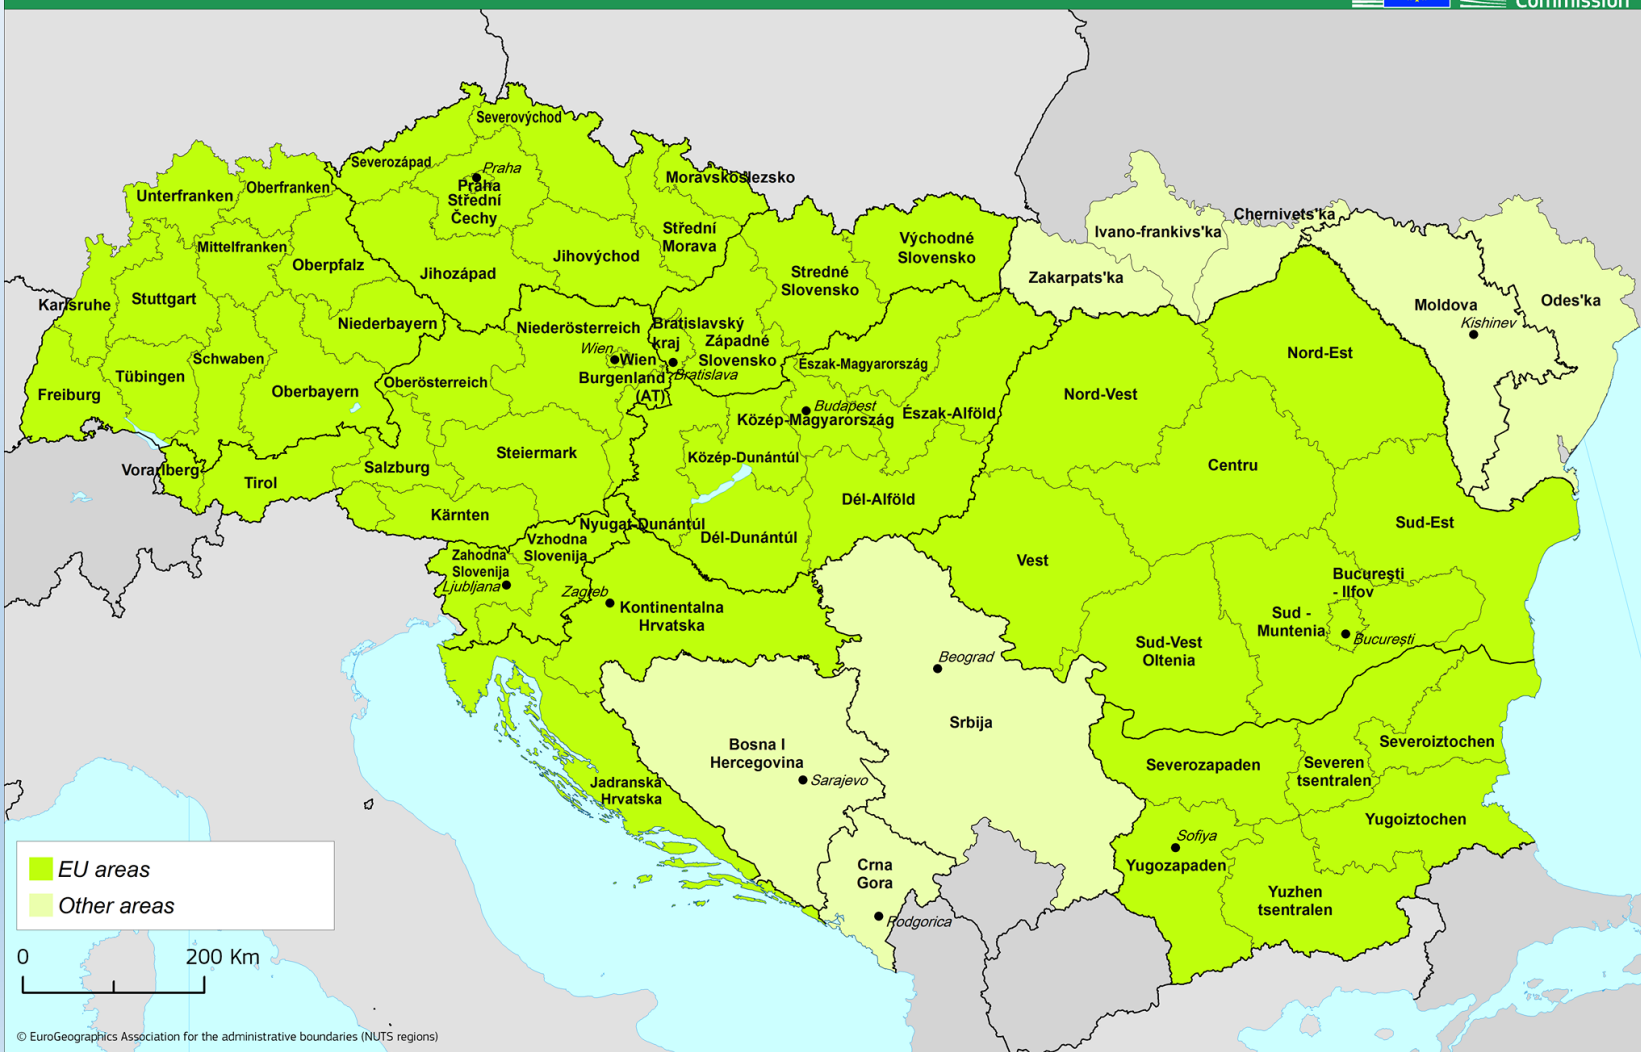 Commission
Severovýchod
Severozápad
Praha
Praha
Střední
Čechy
Moravskoslezsko
Unterfranken
Oberfranken
Střední
Morava
Mittelfranken
Oberpfalz
Jihozápad
Jihovýchod
Východné
Slovensko
Stredné
Slovensko
Zakarpats'ka
Ivano-frankivs'ka
Chernivets'ka
Karlsruhe
Stuttgart
Niederbayern
Niederösterreich
Wien
Wien
Bratislavský
kraj
Západné
Slovensko
Bratislava
Moldova
Kishinev
Odes'ka
Schwaben
Tübingen
Freiburg
Oberbayern
Oberösterreich
Burgenland
(AT)
Észak-Magyarország
Budapest
Közép-Magyarország
Észak-Alföld
Nord-Vest
Nord-Est
Vorarlberg
Tirol
Salzburg
Steiermark
Kärnten
Közép-Dunántúl
Dél-Alföld
Centru
Nyugat-Dunántúl
Dél-Dunántúl
Vzhodna
Slovenija
Zahodna
Slovenija
Ljubljana
Zagreb
Kontinentalna
Hrvatska
Vest
Sud-Est
Bucureşti
- Ilfov
Sud -
Muntenia
Bucureşti
Sud-Vest
Oltenia
Beograd
Srbija
Bosna I
Hercegovina
Sarajevo
Jadranska
Hrvatska
Severozapaden
Severen
tsentralen
Severoiztochen
Yugoiztochen
Sofiya
Yugozapaden
Yuzhen
tsentralen
Crna
Gora
Podgorica
EU areas
Other areas
0 200 Km
© EuroGeographics Association for the administrative boundaries (NUTS regions)